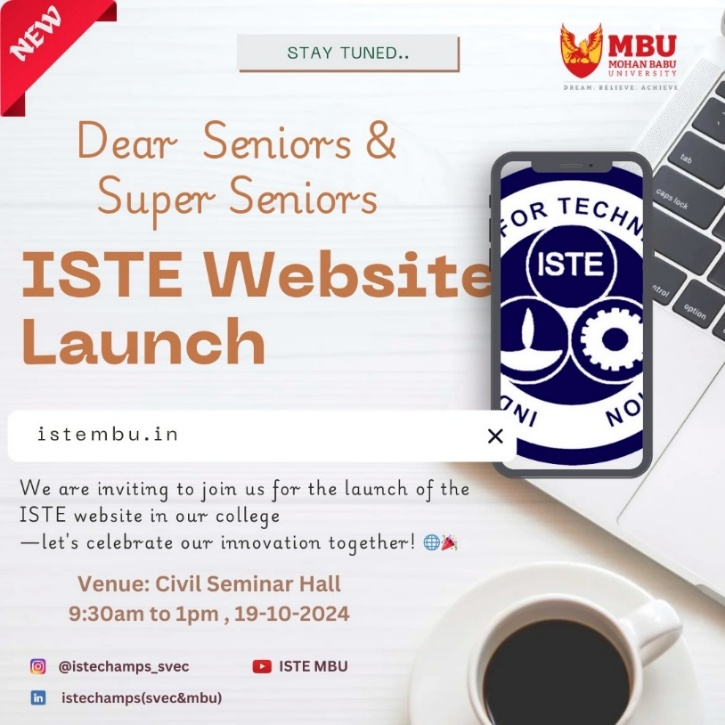 NEW
STAY TUNED..
MBU
MOHAN BABU
UNIVERSITY
DREAM. BELIEVE. ACHIEVE
Dear Seniors &
Super Seniors
ISTE Website
Launch
FOR TECHN
ISTE
IND
ION
tab
caps lock
ntrol
option
istembu.in
We are inviting to join us for the launch of the
ISTE website in our college
—let's celebrate our innovation together! 🌐🎉
Venue: Civil Seminar Hall
9:30am to 1pm , 19-10-2024
@istechamps_svec
ISTE MBU
istechamps(svec&mbu)